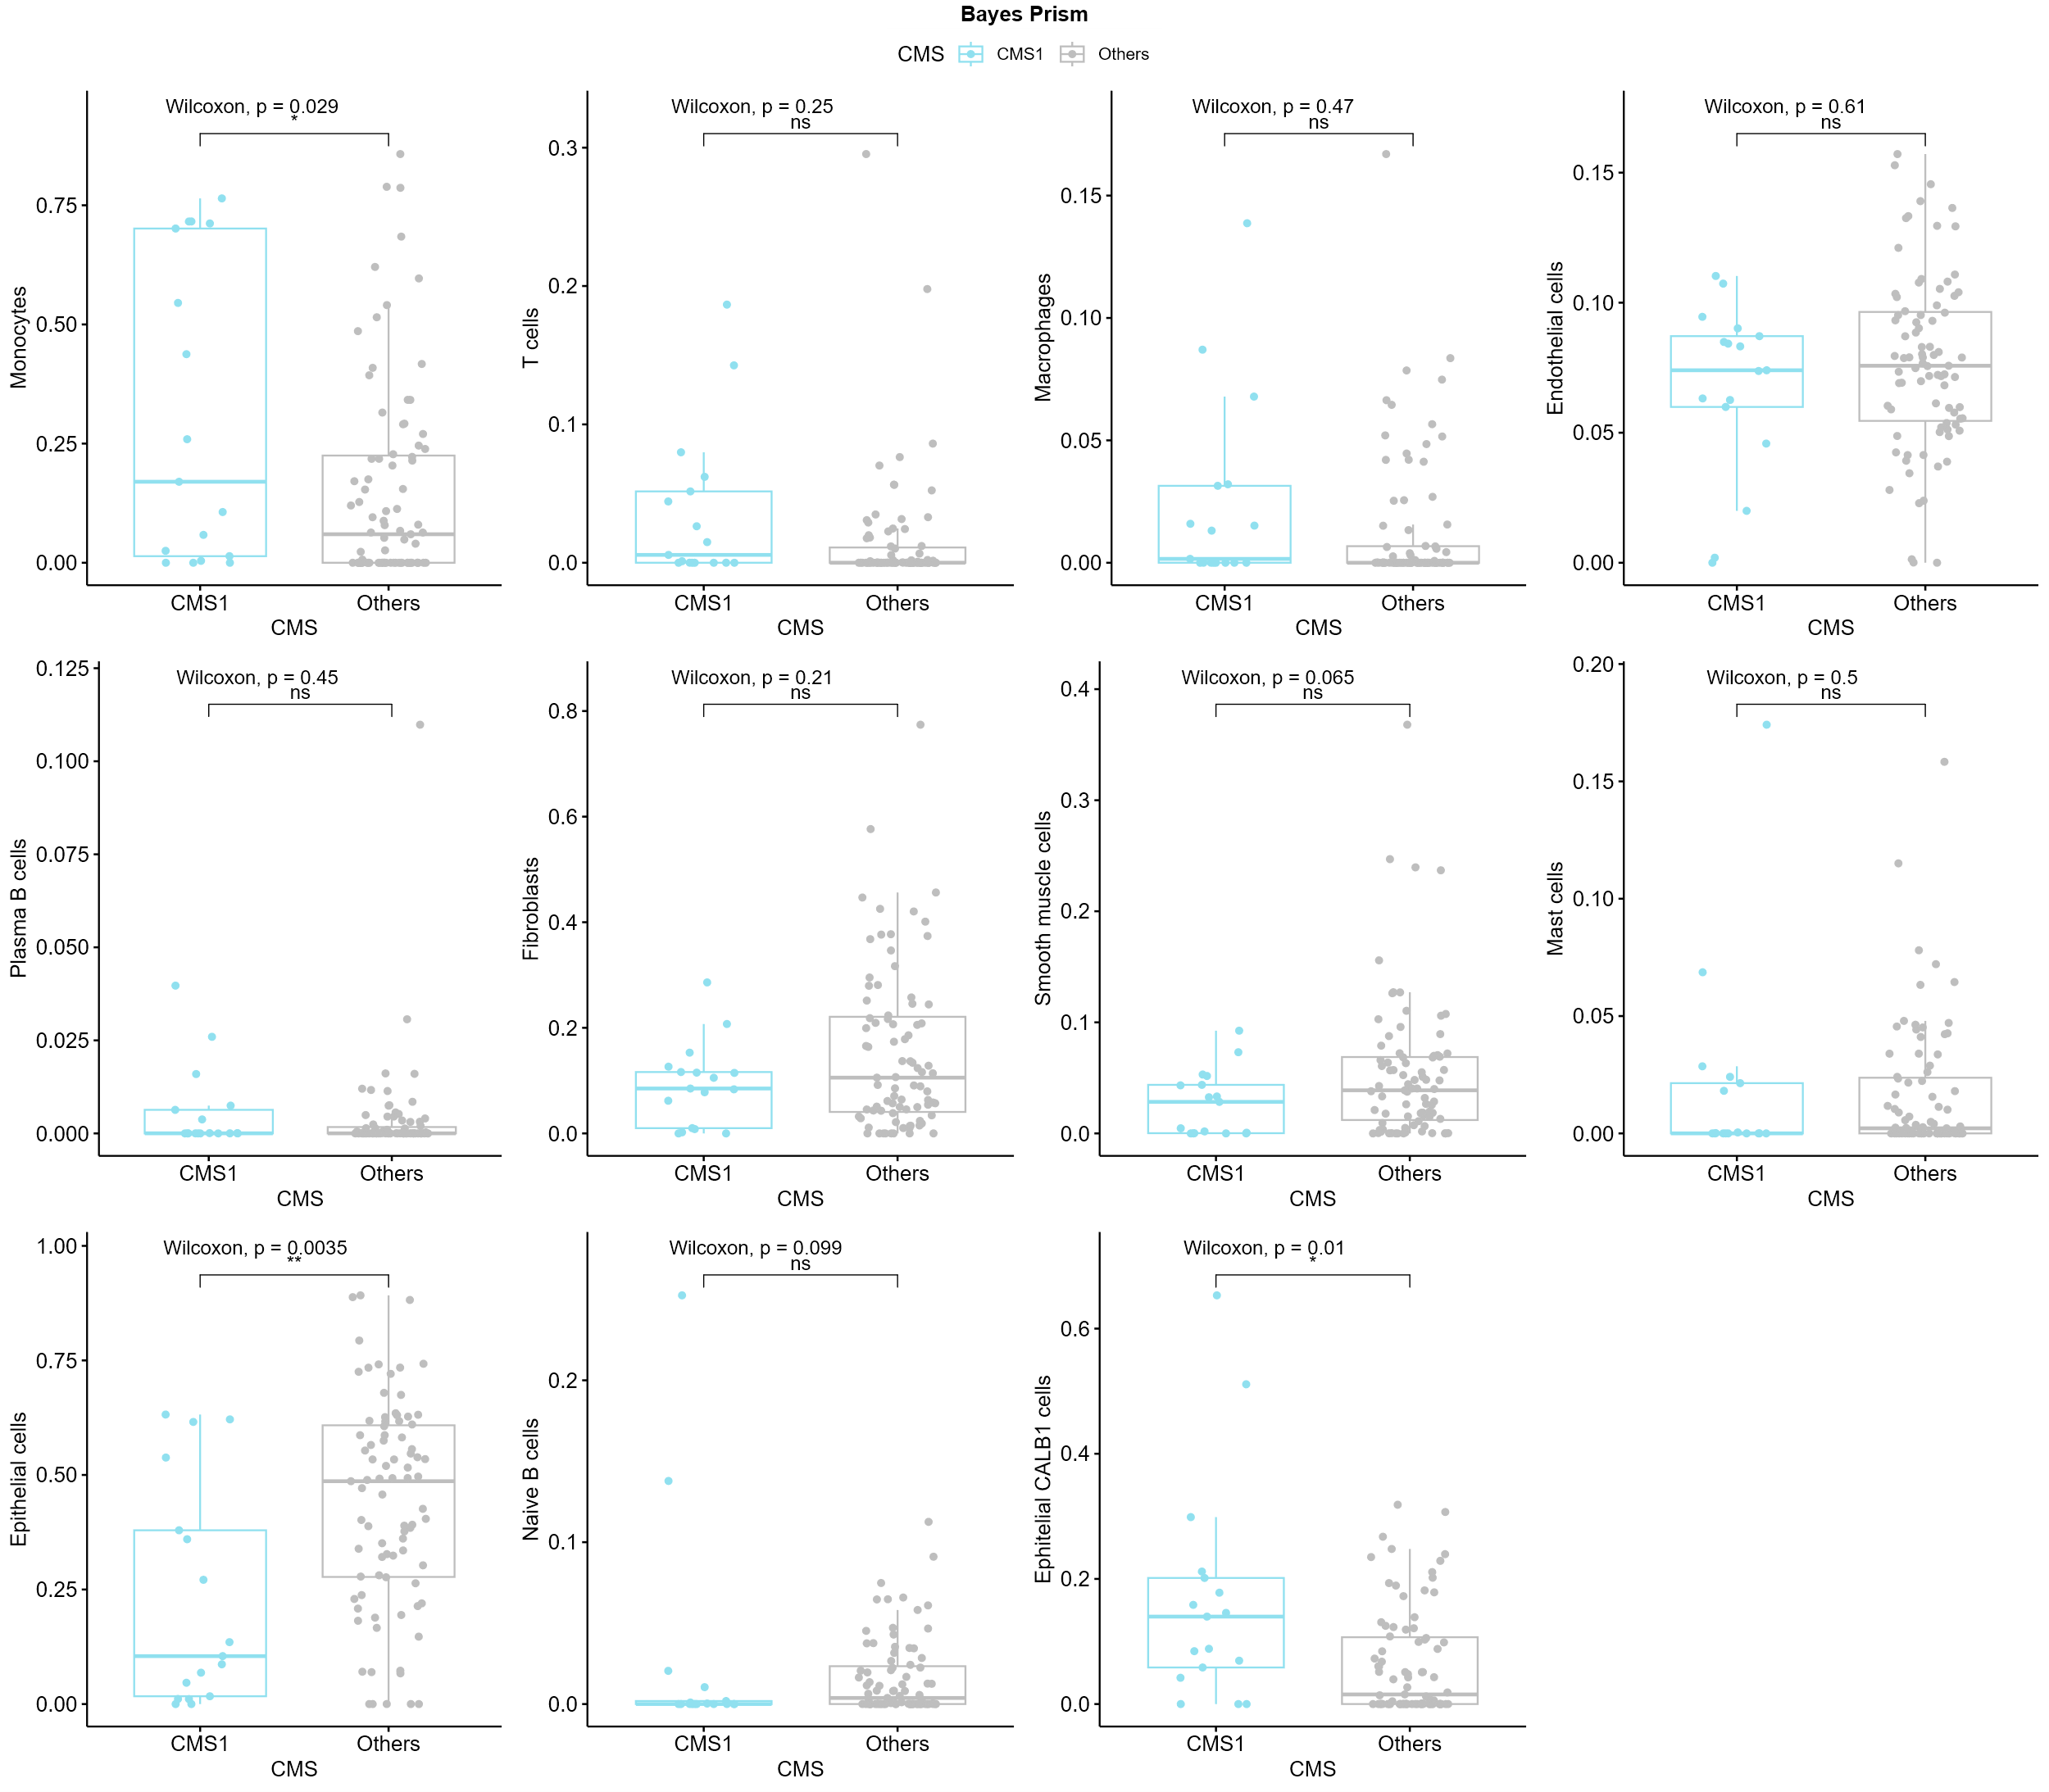 Bayes Prism
CMS CMS1 Others
Wilcoxon, p = 0.029
*
Monocytes
0.75
0.50
0.25
0.00
CMS1 Others
CMS
Wilcoxon, p = 0.25
ns
T cells
0.3
0.2
0.1
0.0
CMS1 Others
CMS
Wilcoxon, p = 0.47
ns
Macrophages
0.15
0.10
0.05
0.00
CMS1 Others
CMS
Wilcoxon, p = 0.61
ns
Endothelial cells
0.15
0.10
0.05
0.00
CMS1 Others
CMS
Wilcoxon, p = 0.45
ns
Plasma B cells
0.125
0.100
0.075
0.050
0.025
0.000
CMS1 Others
CMS
Wilcoxon, p = 0.21
ns
Fibroblasts
0.8
0.6
0.4
0.2
0.0
CMS1 Others
CMS
Wilcoxon, p = 0.065
ns
Smooth muscle cells
0.4
0.3
0.2
0.1
0.0
CMS1 Others
CMS
Wilcoxon, p = 0.5
ns
Mast cells
0.20
0.15
0.10
0.05
0.00
CMS1 Others
CMS
Wilcoxon, p = 0.0035
**
Epithelial cells
1.00
0.75
0.50
0.25
0.00
CMS1 Others
CMS
Wilcoxon, p = 0.099
ns
Naive B cells
0.2
0.1
0.0
CMS1 Others
CMS
Wilcoxon, p = 0.01
*
Ephitelial CALB1 cells
0.6
0.4
0.2
0.0
CMS1 Others
CMS